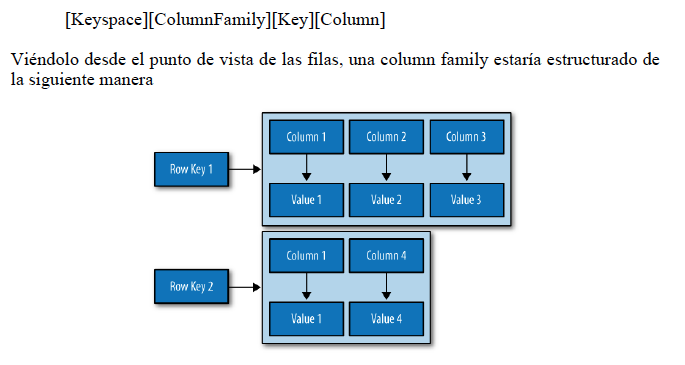 [Keyspace][ColumnFamily][Key][Column]
Viéndolo desde el punto de vista de las filas, una column family estaría estructurado de
la siguiente manera
Column 1 Column 2 Column 3
Row Key 1
Value 1 Value 2 Value 3
Column 1 Column 4
Row Key 2
Value 1 Value 4